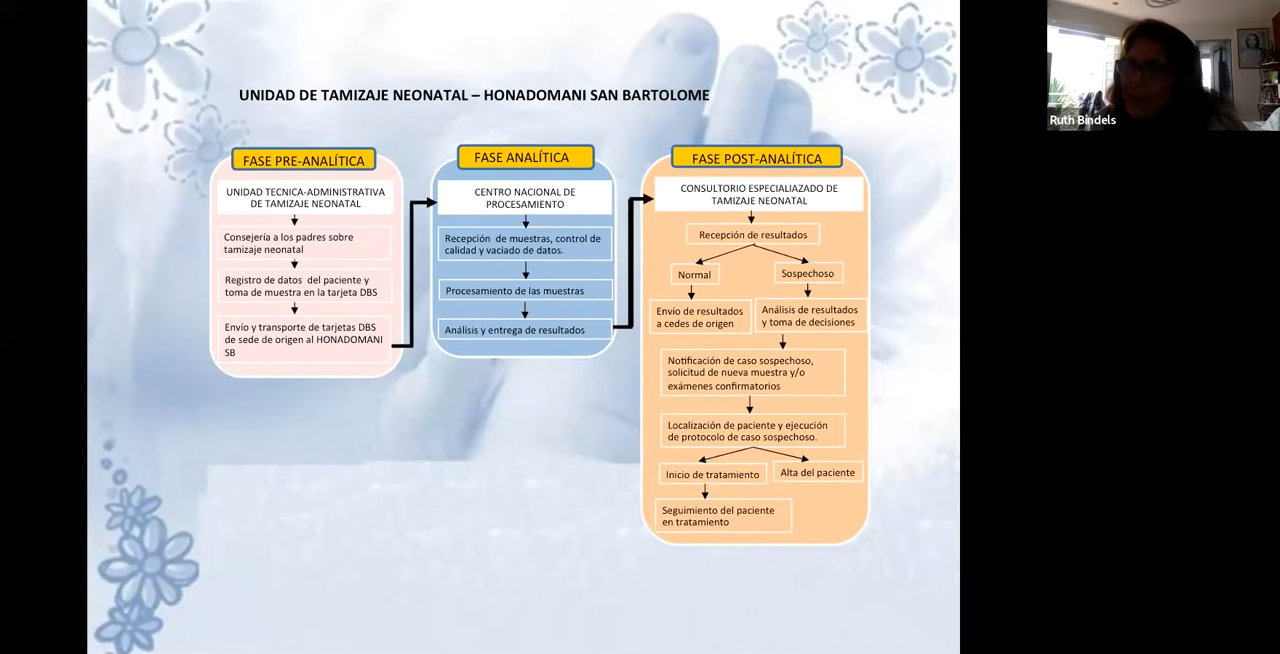 UNIDAD DE TAMIZAJE NEONATAL – HONADOMANI SAN BARTOLOME
FASE PRE-ANALÍTICA
UNIDAD TECNICA-ADMINISTRATIVA
DE TAMIZAJE NEONATAL
Consejería a los padres sobre
tamizaje neonatal
Registro de datos del paciente y
toma de muestra en la tarjeta DBS
Envío y transporte de tarjetas DBS
de sede de origen al HONADOMANI
SB
FASE ANALÍTICA
CENTRO NACIONAL DE
PROCESAMIENTO
Recepción de muestras, control de
calidad y vaciado de datos.
Procesamiento de las muestras
Análisis y entrega de resultados
FASE POST-ANALÍTICA
CONSULTORIO ESPECIALIAZADO DE
TAMIZAJE NEONATAL
Recepción de resultados
Normal
Sospechoso
Envío de resultados
a cedes de origen
Análisis de resultados
y toma de decisiones
Notificación de caso sospechoso,
solicitud de nueva muestra y/o
exámenes confirmatorios
Localización de paciente y ejecución
de protocolo de caso sospechoso.
Inicio de tratamiento
Alta del paciente
Seguimiento del paciente
en tratamiento
Ruth Bindels